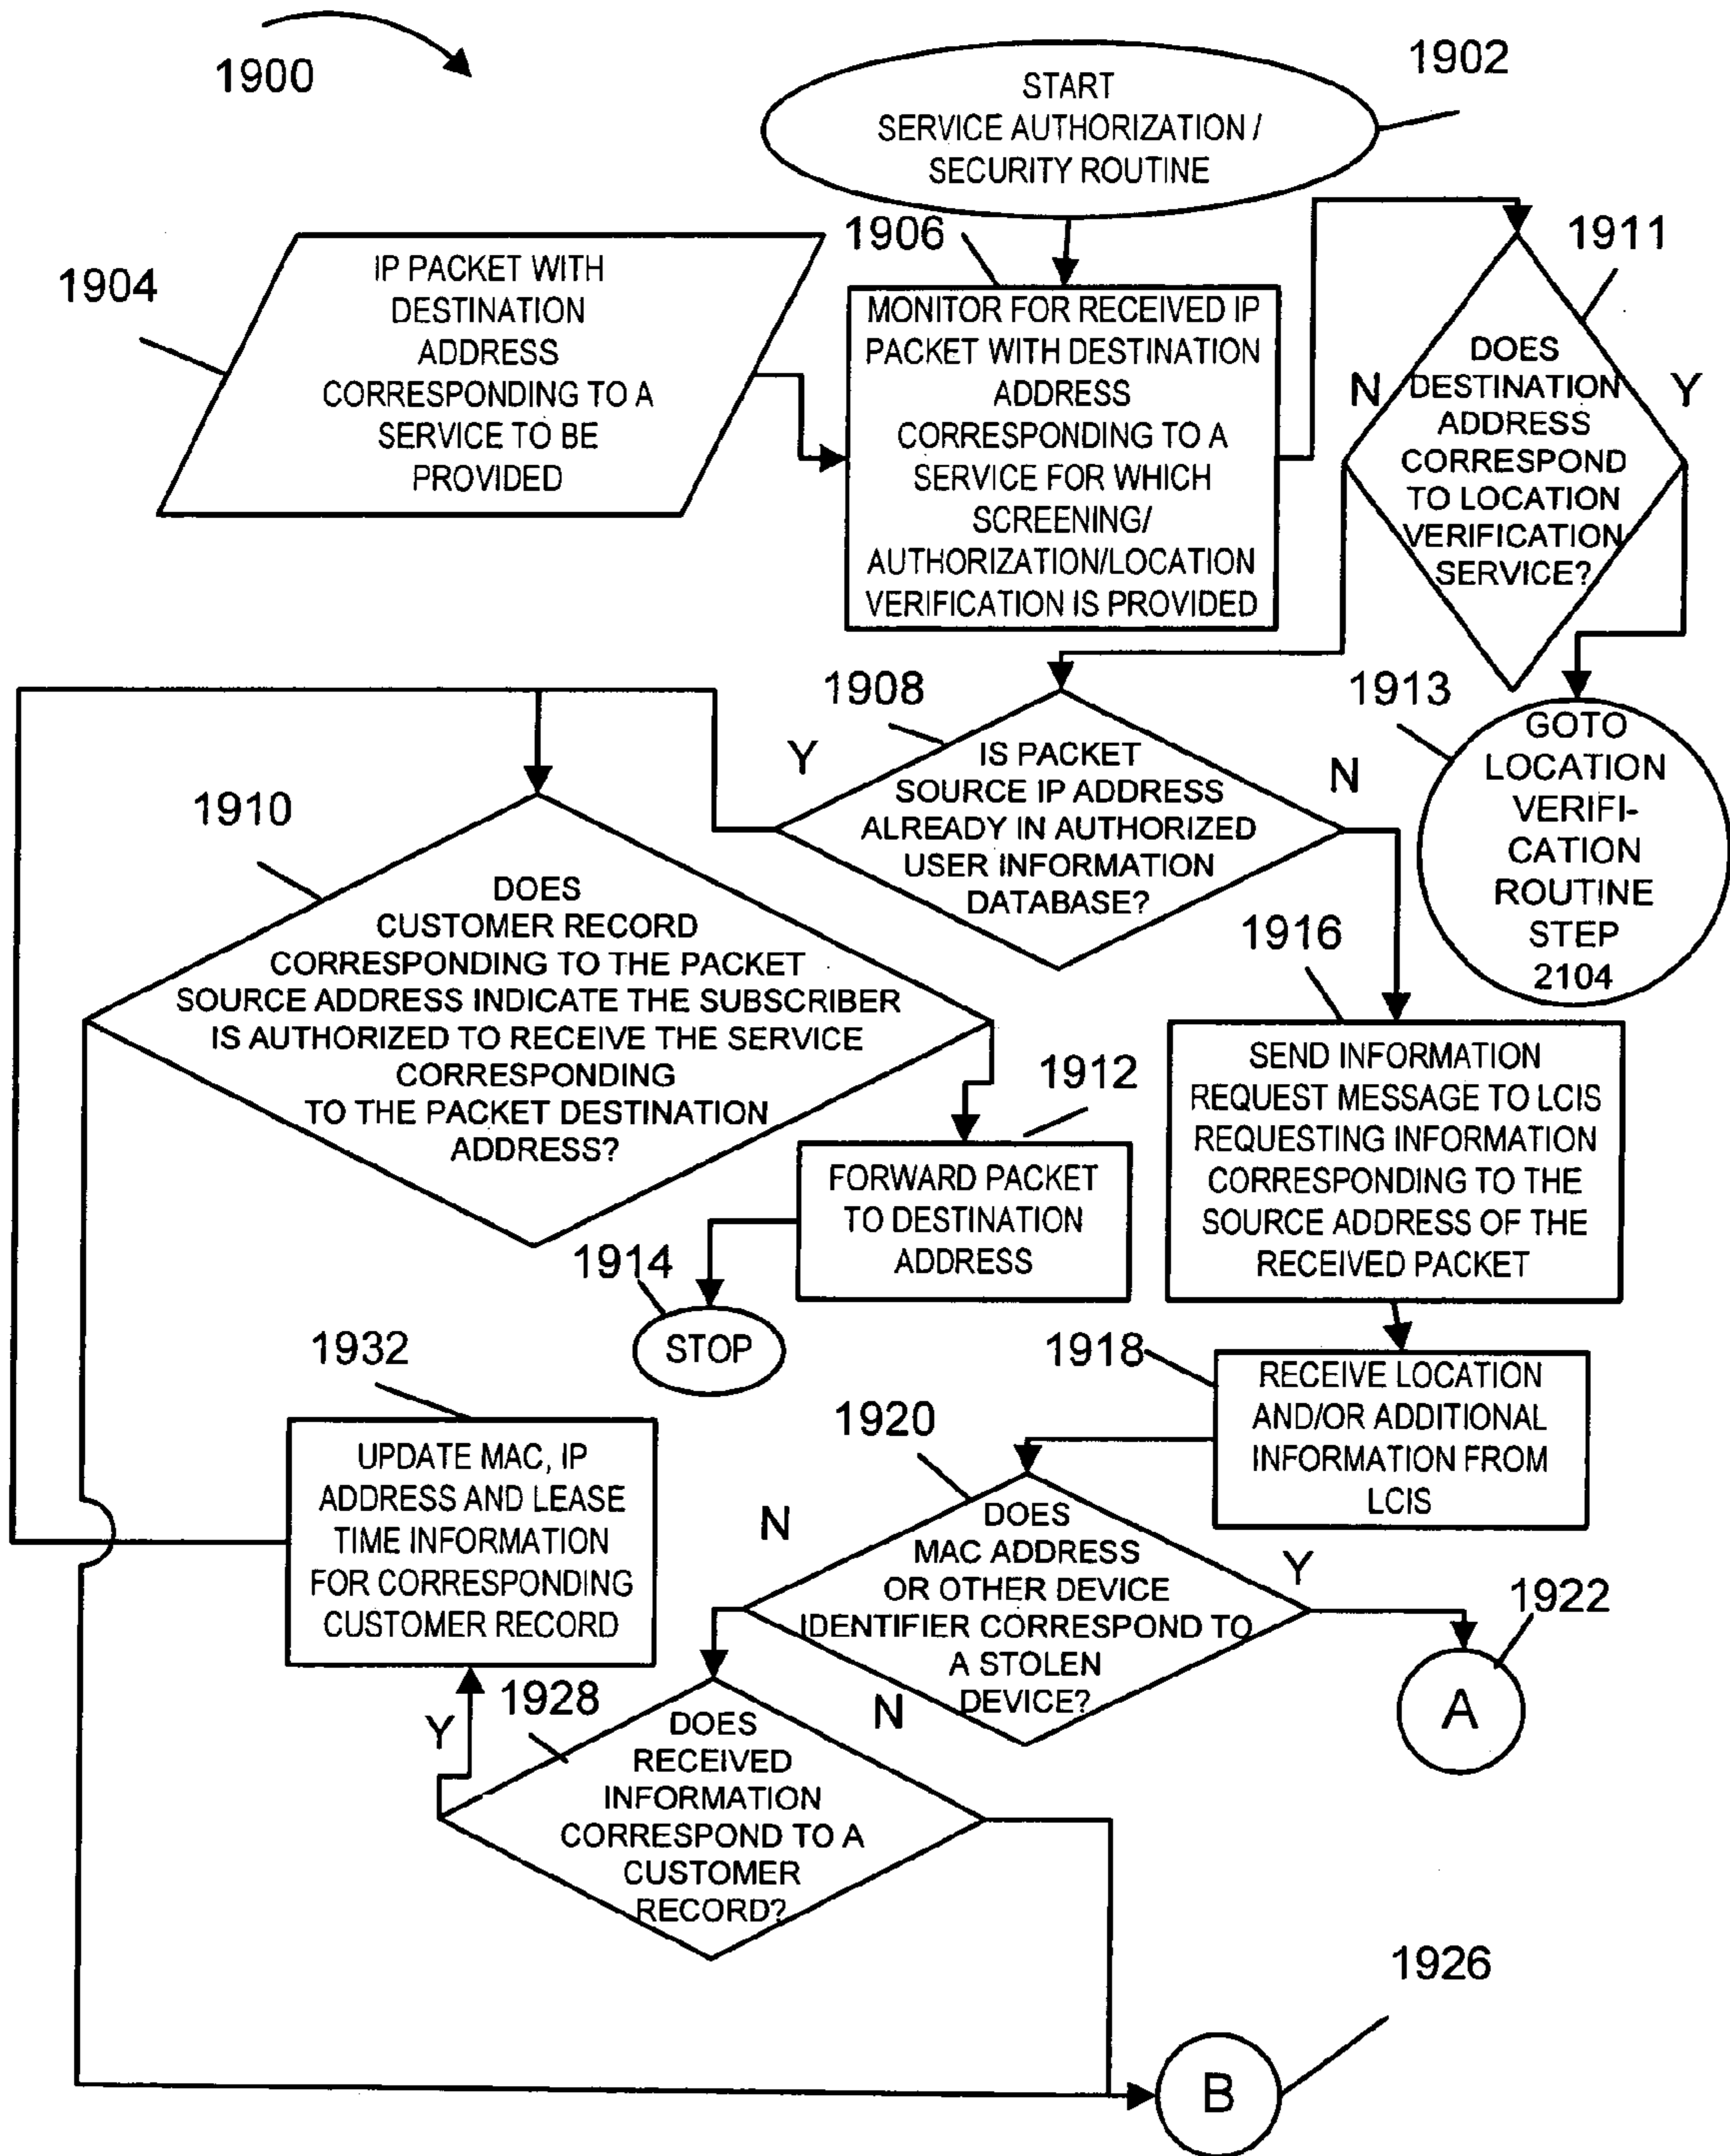 1900
1902
START
SERVICE AUTHORIZATION /
SECURITY ROUTINE
1904
IP PACKET WITH
DESTINATION
ADDRESS
CORRESPONDING TO A
SERVICE TO BE
PROVIDED
1906
MONITOR FOR RECEIVED IP
PACKET WITH DESTINATION
ADDRESS
CORRESPONDING TO A
SERVICE FOR WHICH
SCREENING/
AUTHORIZATION/LOCATION
VERIFICATION IS PROVIDED
1911
N
Y
DOES
DESTINATION
ADDRESS
CORRESPOND
TO LOCATION
VERIFICATION
SERVICE?
1913
GOTO
LOCATION
VERIFI-
CATION
ROUTINE
STEP
2104
1908
Y
N
IS PACKET
SOURCE IP ADDRESS
ALREADY IN AUTHORIZED
USER INFORMATION
DATABASE?
1910
DOES
CUSTOMER RECORD
CORRESPONDING TO THE PACKET
SOURCE ADDRESS INDICATE THE SUBSCRIBER
IS AUTHORIZED TO RECEIVE THE SERVICE
CORRESPONDING
TO THE PACKET DESTINATION
ADDRESS?
1912
FORWARD PACKET
TO DESTINATION
ADDRESS
1914
STOP
1916
SEND INFORMATION
REQUEST MESSAGE TO LCIS
REQUESTING INFORMATION
CORRESPONDING TO THE
SOURCE ADDRESS OF THE
RECEIVED PACKET
1918
RECEIVE LOCATION
AND/OR ADDITIONAL
INFORMATION FROM
LCIS
1920
N
Y
DOES
MAC ADDRESS
OR OTHER DEVICE
IDENTIFIER CORRESPOND TO
A STOLEN
DEVICE?
1922
A
1932
UPDATE MAC, IP
ADDRESS AND LEASE
TIME INFORMATION
FOR CORRESPONDING
CUSTOMER RECORD
1928
Y
N
DOES
RECEIVED
INFORMATION
CORRESPOND TO A
CUSTOMER
RECORD?
1926
B